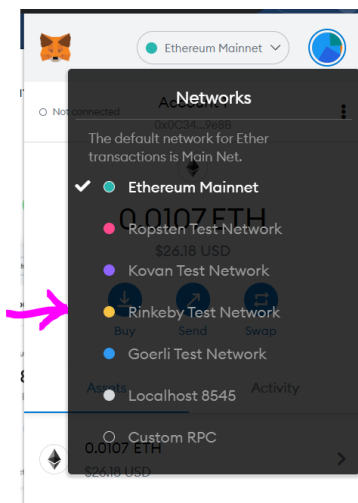 Ethereum Mainnet
Not connected
Networks
The default network for Ether
transactions is Main Net.
Ethereum Mainnet
0.0107 ETH
Ropsten Test Network
$26.18 USD
Kovan Test Network
Rinkeby Test Network
Buy Send Swap
Goerli Test Network
Assets Activity
Localhost 8545
Custom RPC
0.0107 ETH
$26.18 USD